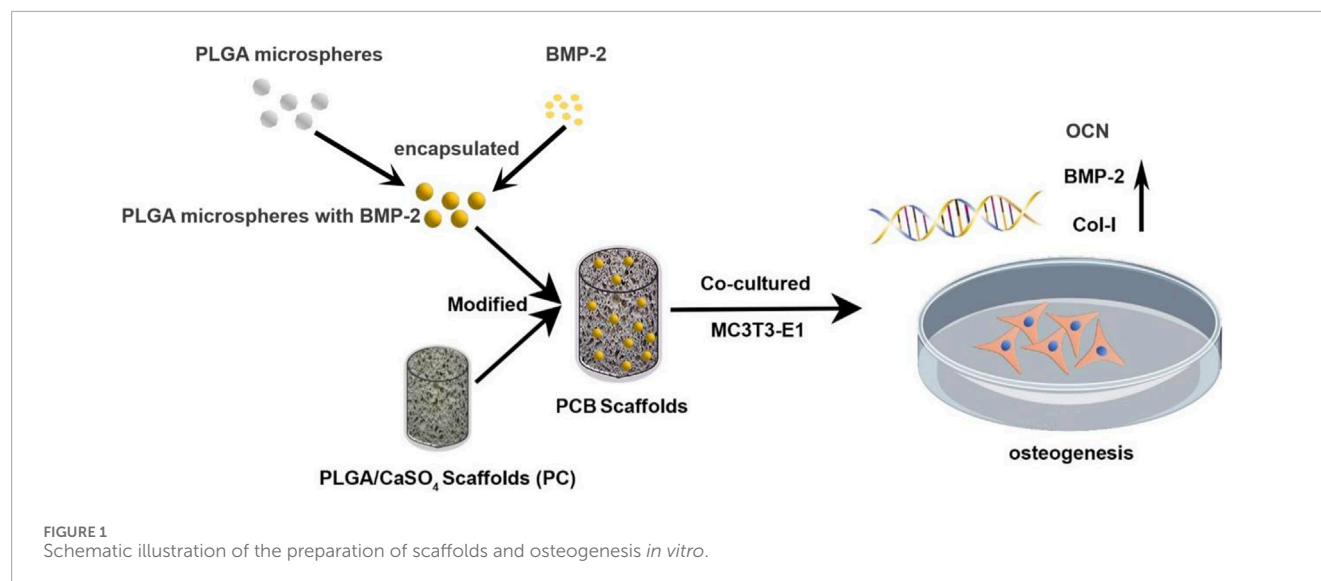 PLGA microspheres
BMP-2
encapsulated
PLGA microspheres with BMP-2
Modified
PLGA/CaSO₄ Scaffolds (PC)
PCB Scaffolds
Co-cultured
MC3T3-E1
OCN
BMP-2
Col-I
osteogenesis
FIGURE 1
Schematic illustration of the preparation of scaffolds and osteogenesis in vitro.